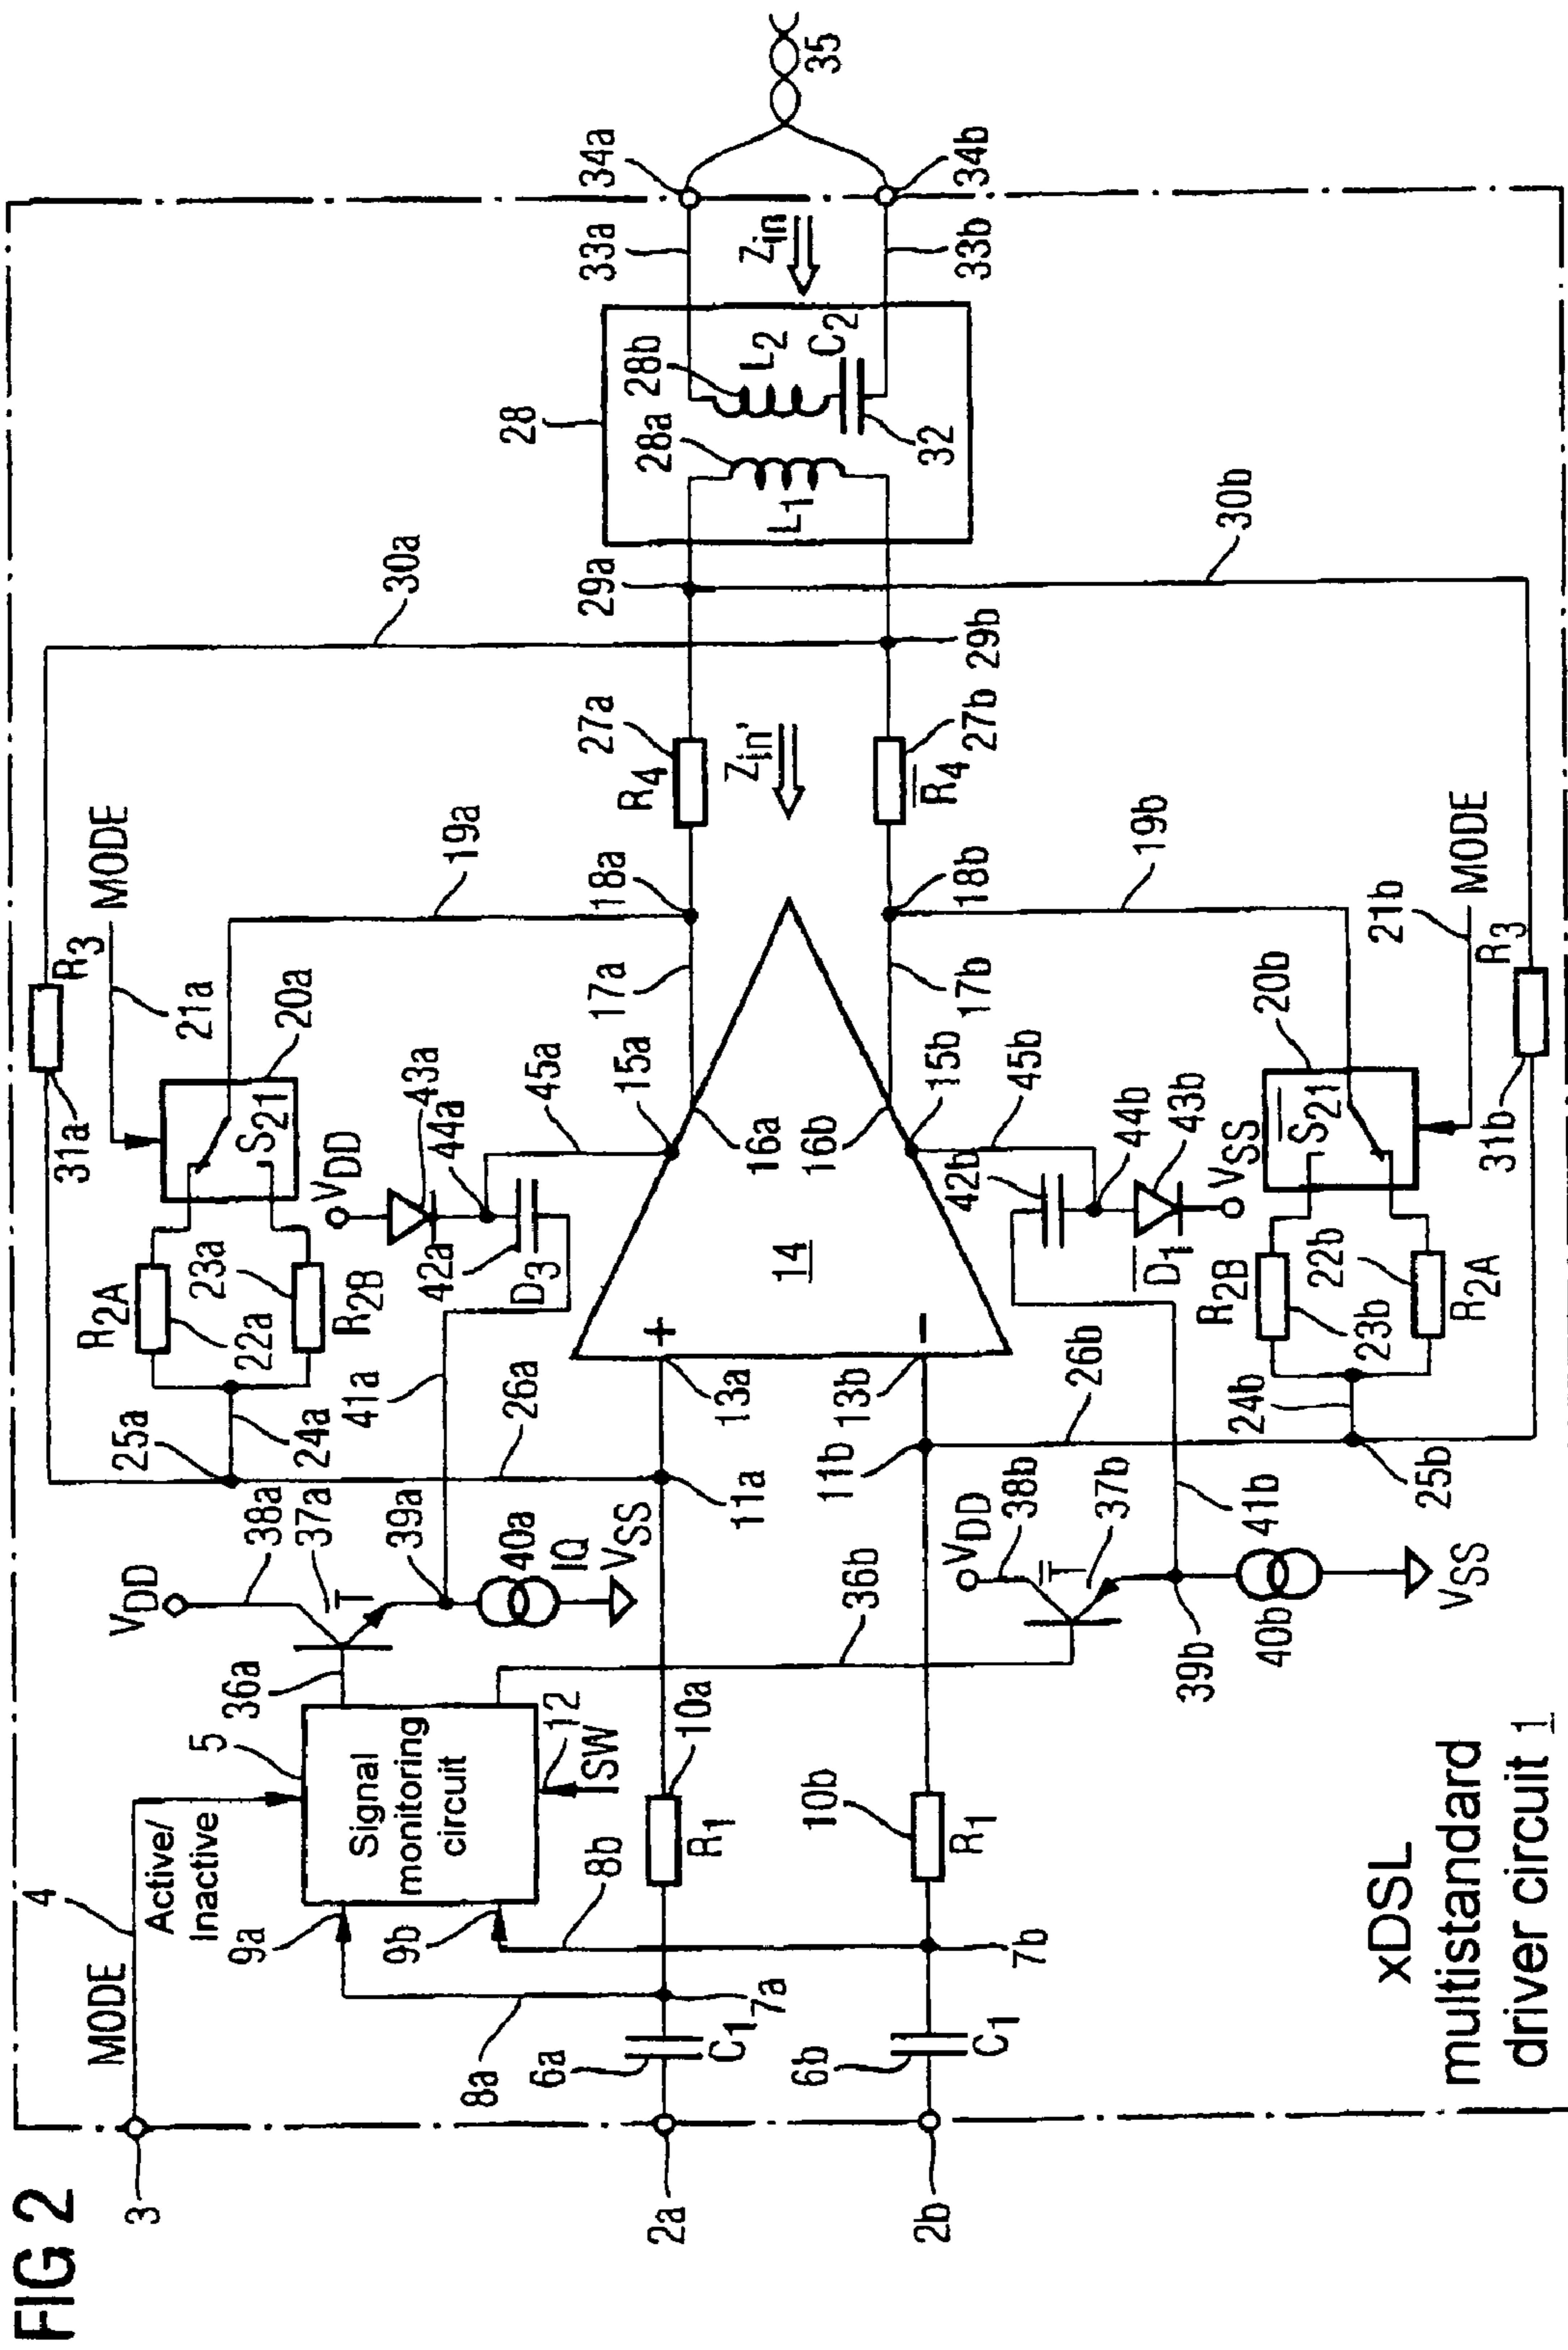 FIG 2
3
MODE
4
Active/
Inactive
5
Signal
monitoring
circuit
9a
9b
8a
8b
12
ISW
36a
36b
2a
6a
C1
7a
R1
10a
2b
6b
C1
7b
10b
R1
VDD
38a
37a
T
39a
40a
IQ
VSS
VDD
38b
37b
T
39b
40b
VSS
41a
41b
25a
24a
26a
11a
11b
26b
24b
25b
13a
13b
+
−
14
R2A
22a
23a
R2B
R2B
23b
22b
R2A
31a
R3
MODE
21a
20a
S21
19a
VDD
43a
44a
42a
D3
45a
15a
16a
17a
18a
16b
15b
17b
18b
42b
45b
44b
43b
D1
VSS
S21
20b
21b
MODE
19b
R3
31b
R4
27a
Zin'
R4
27b
30a
29a
29b
30b
28
28a
28b
L1
L2
C2
32
33a
Zin
33b
34a
34b
35
xDSL
multistandard
driver circuit 1